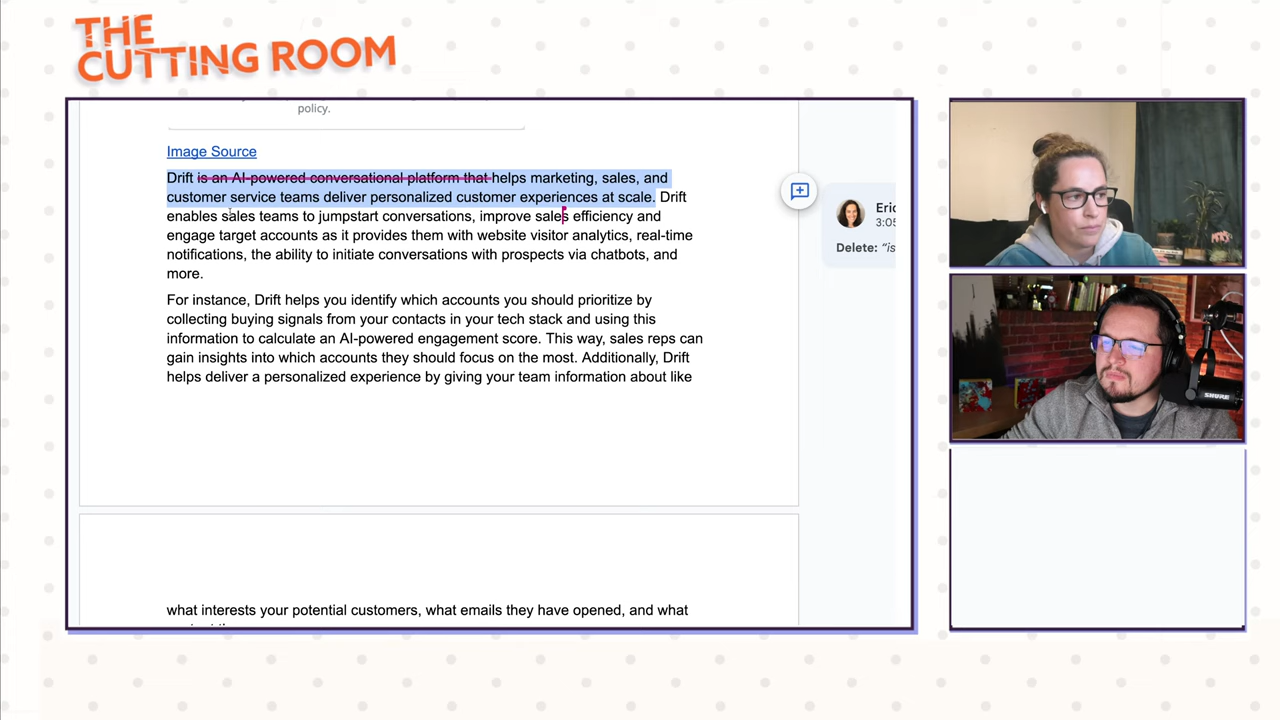 THE
CUTTING ROOM
policy.
Image Source
Drift is an AI-powered conversational platform that helps marketing, sales, and
customer service teams deliver personalized customer experiences at scale. Drift
enables sales teams to jumpstart conversations, improve sales efficiency and
engage target accounts as it provides them with website visitor analytics, real-time
notifications, the ability to initiate conversations with prospects via chatbots, and
more.
For instance, Drift helps you identify which accounts you should prioritize by
collecting buying signals from your contacts in your tech stack and using this
information to calculate an AI-powered engagement score. This way, sales reps can
gain insights into which accounts they should focus on the most. Additionally, Drift
helps deliver a personalized experience by giving your team information about like
what interests your potential customers, what emails they have opened, and what
Eric
3:05
Delete: “is
SHURE